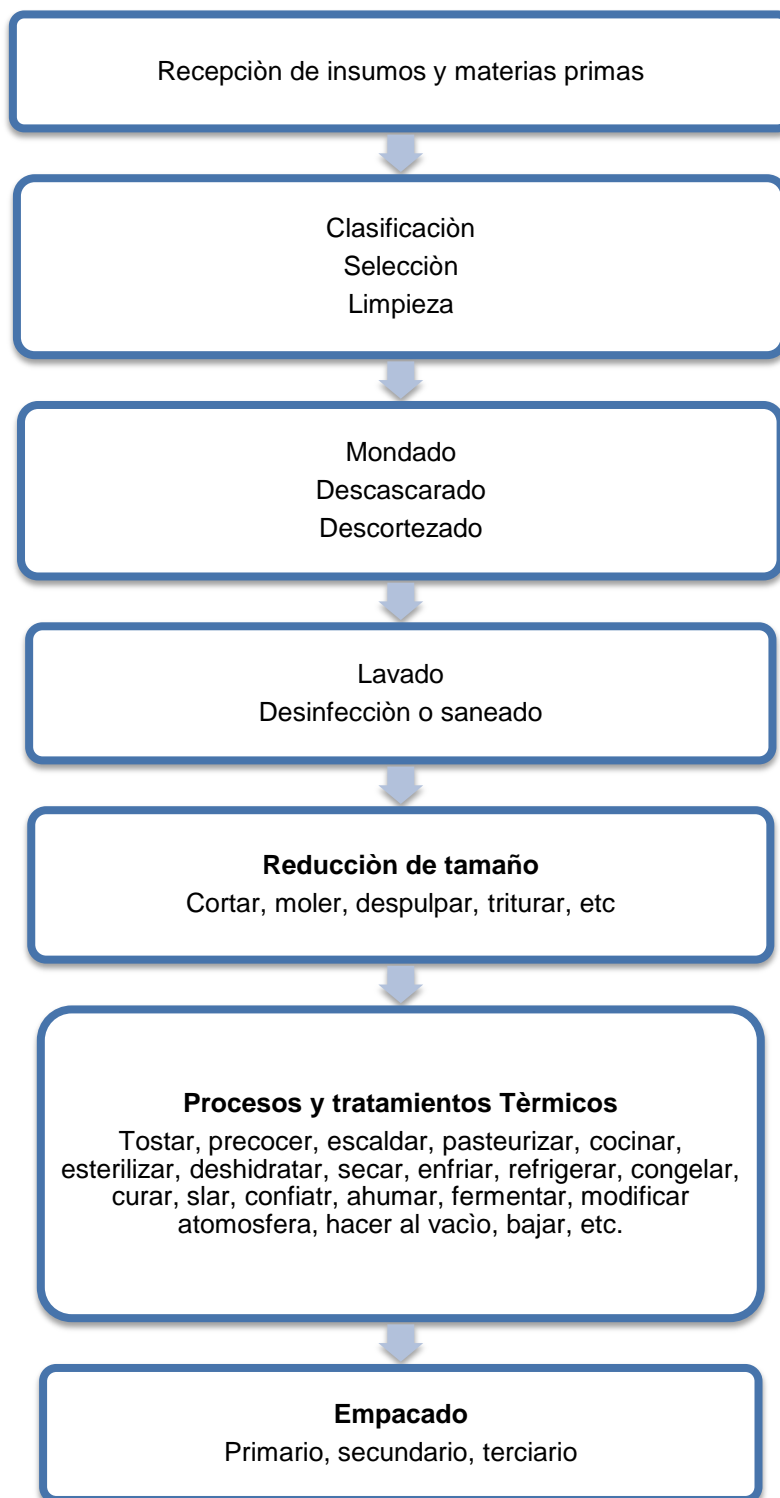 Recepciòn de insumos y materias primas
Clasificaciòn
Selecciòn
Limpieza
Mondado
Descascarado
Descortezado
Lavado
Desinfecciòn o saneado
Reducciòn de tamaño
Cortar, moler, despulpar, triturar, etc
Procesos y tratamientos Tèrmicos
Tostar, precocer, escaldar, pasteurizar, cocinar,
esterilizar, deshidratar, secar, enfriar, refrigerar, congelar,
curar, slar, confiatr, ahumar, fermentar, modificar
atomosfera, hacer al vacìo, bajar, etc.
Empacado
Primario, secundario, terciario